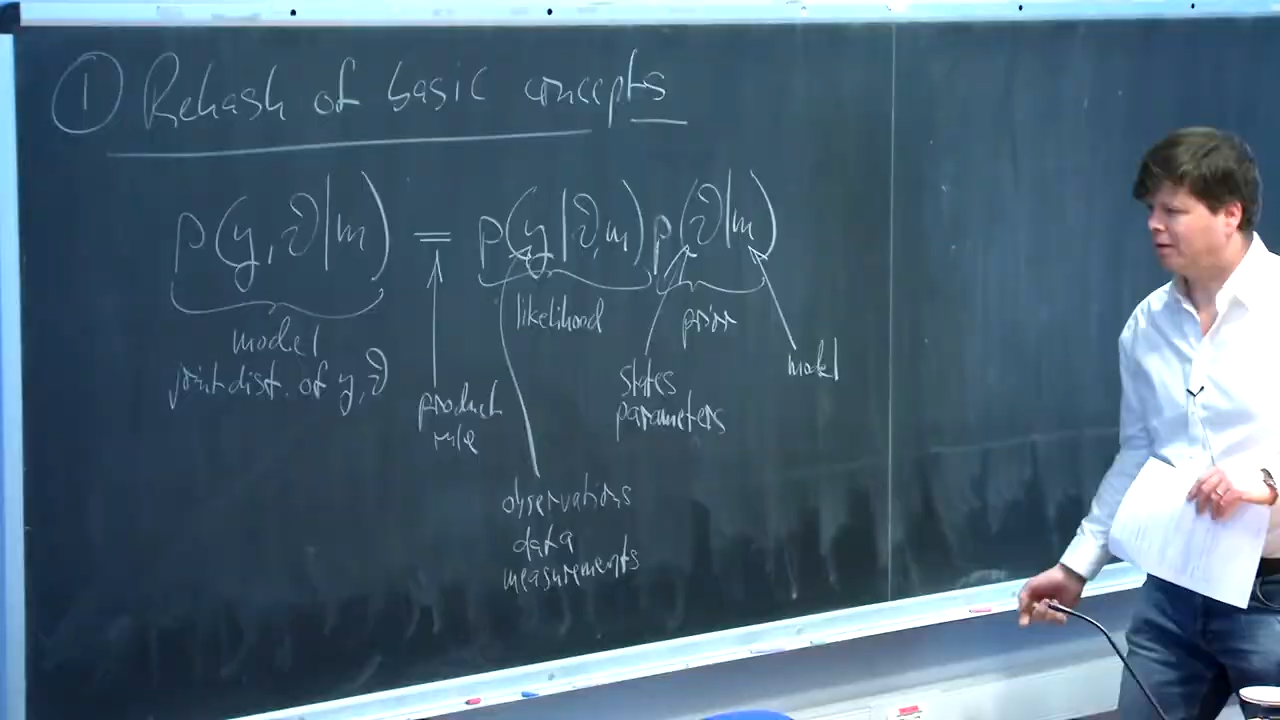 ① Rehash of basic concepts
p(y,ϑ|m) = p(y|ϑ,m)p(ϑ|m)
likelihood
prior
model
joint dist. of y,ϑ
product
rule
states
parameters
model
observations
data
measurements